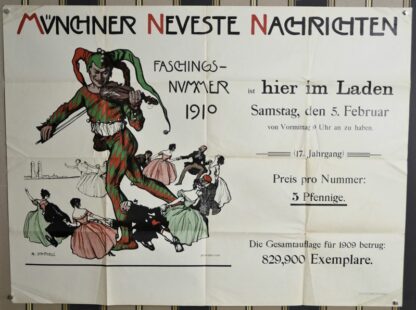 MÜNCHNER NEVESTE NACHRICHTEN
FASCHINGS-
NVMMER
1910
ist hier im Laden
Samstag, den 5. Februar
von Vormittag 9 Uhr an zu haben.
(17. Jahrgang)
Preis pro Nummer:
5 Pfennige.
Die Gesamtauflage für 1909 betrug:
829,900 Exemplare.